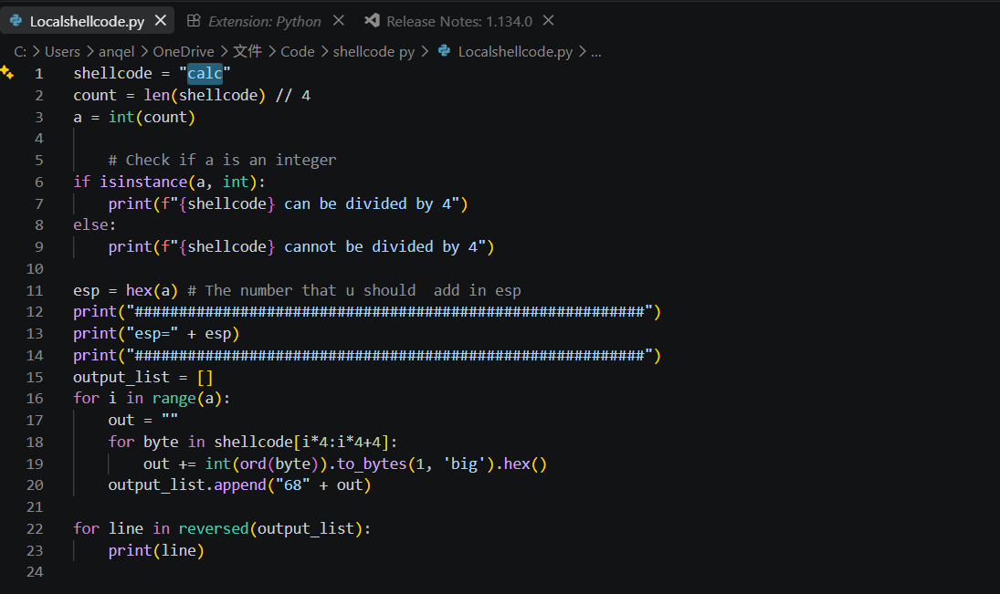 Localshellcode.py Extension: Python Release Notes: 1.134.0
C: > Users > anqel > OneDrive > 文件 > Code > shellcode py > Localshellcode.py > ...
1 shellcode = "calc"
2 count = len(shellcode) // 4
3 a = int(count)
4
5     # Check if a is an integer
6 if isinstance(a, int):
7     print(f"{shellcode} can be divided by 4")
8 else:
9     print(f"{shellcode} cannot be divided by 4")
10
11 esp = hex(a) # The number that u should  add in esp
12 print("##########################################################")
13 print("esp=" + esp)
14 print("##########################################################")
15 output_list = []
16 for i in range(a):
17     out = ""
18     for byte in shellcode[i*4:i*4+4]:
19         out += int(ord(byte)).to_bytes(1, 'big').hex()
20     output_list.append("68" + out)
21
22 for line in reversed(output_list):
23     print(line)
24